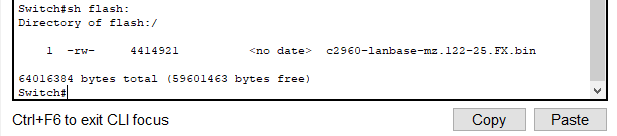 Switch#sh flash:
Directory of flash:/
1 -rw- 4414921 <no date> c2960-lanbase-mz.122-25.FX.bin
64016384 bytes total (59601463 bytes free)
Switch#
Ctrl+F6 to exit CLI focus
Copy Paste